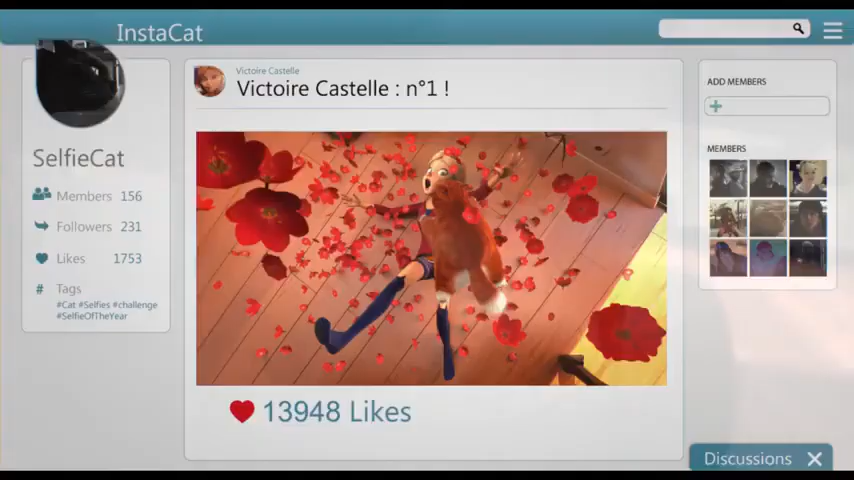 InstaCat
SelfieCat
Members 156
Followers 231
Likes 1753
# Tags
#Cat #Selfies #challenge
#SelfieOfTheYear
Victoire Castelle
Victoire Castelle : n°1 !
13948 Likes
ADD MEMBERS
+
MEMBERS
Discussions X